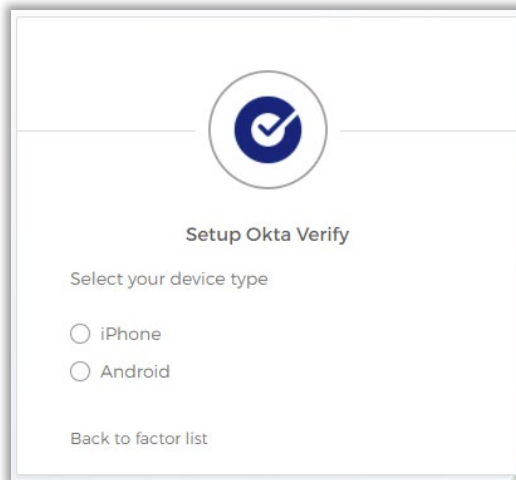 Setup Okta Verify
Select your device type
iPhone
Android
Back to factor list